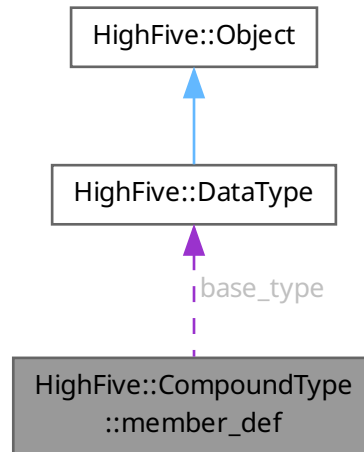 HighFive::Object
HighFive::DataType
base_type
HighFive::CompoundType
::member_def